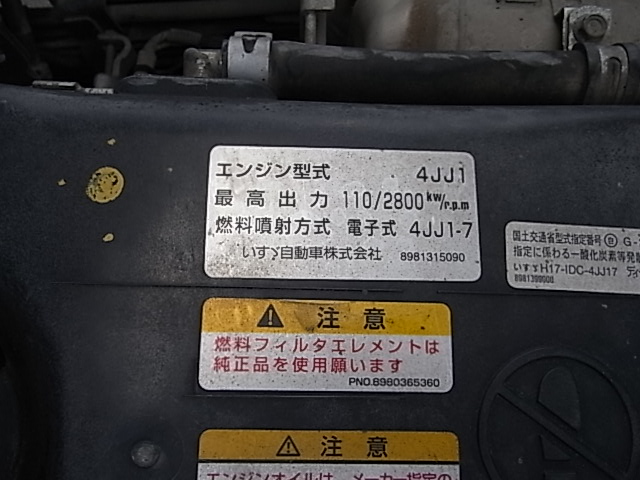 エンジン型式 4JJ1
最高出力 110/2800 kw/r.p.m
燃料噴射方式 電子式 4JJ1-7
いすゞ自動車株式会社 8981315090
国土交通省型式指定番号
指定に係わる一酸化炭素等発
いすゞH17-IDC-4JJ17
⚠ 注意
燃料フィルタエレメントは
純正品を使用願います
PNO.8980365360
⚠ 注意
エンジンオイルは、メーカー指定の